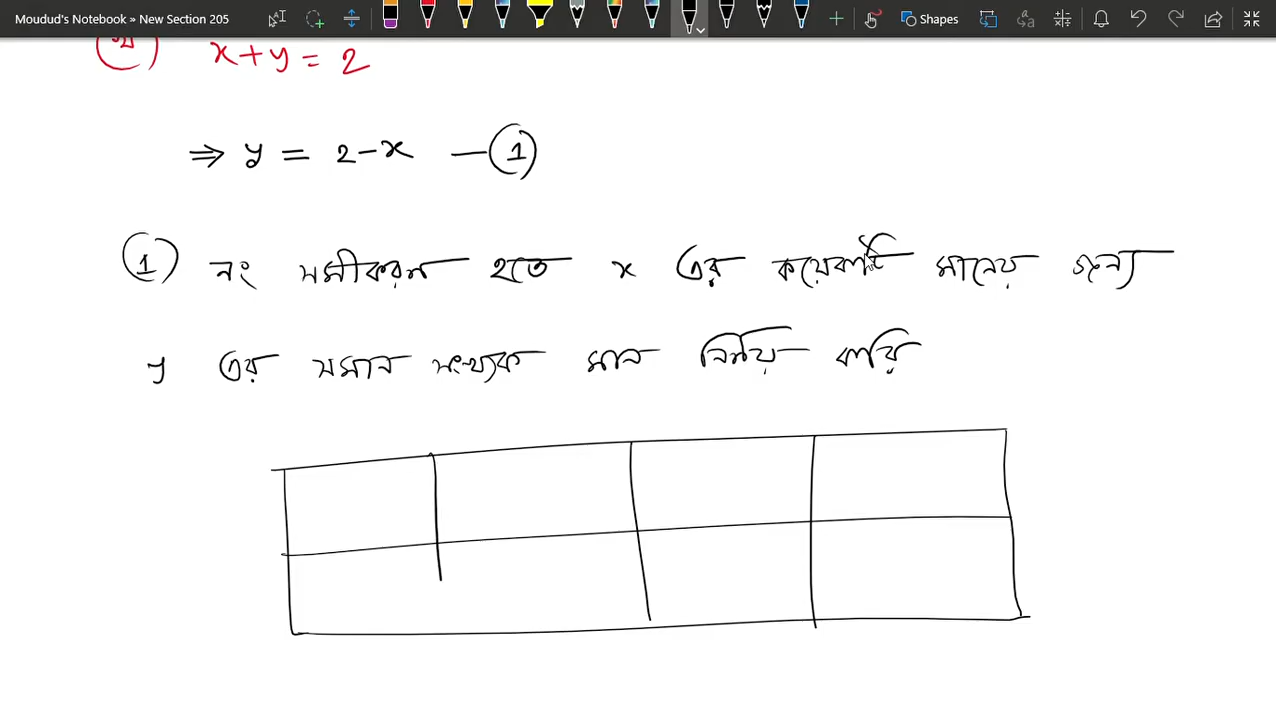 Moudud's Notebook » New Section 205
Shapes
x+y = 2
⇒ y = 2-x —①
① নং সমীকরণ হতে x এর কয়েকটি মানের জন্য
y এর সমান সংখ্যক মান নির্ণয় করি